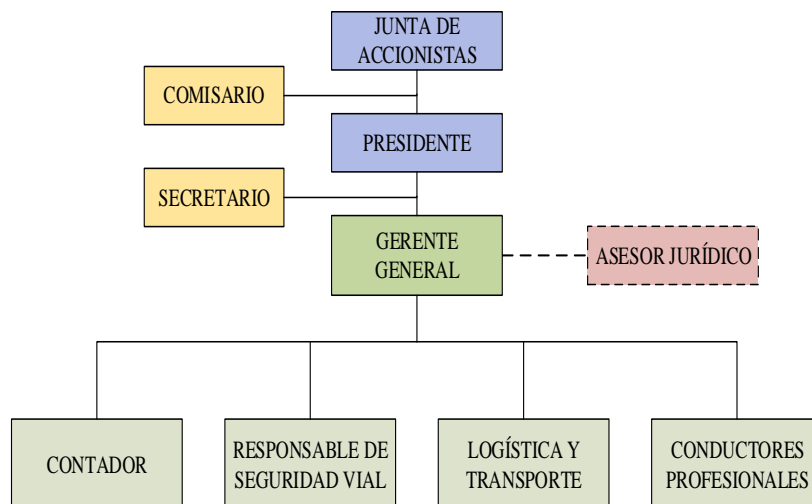 JUNTA DE
ACCIONISTAS
COMISARIO
PRESIDENTE
SECRETARIO
GERENTE
GENERAL
ASESOR JURÍDICO
CONTADOR
RESPONSABLE DE
SEGURIDAD VIAL
LOGÍSTICA Y
TRANSPORTE
CONDUCTORES
PROFESIONALES